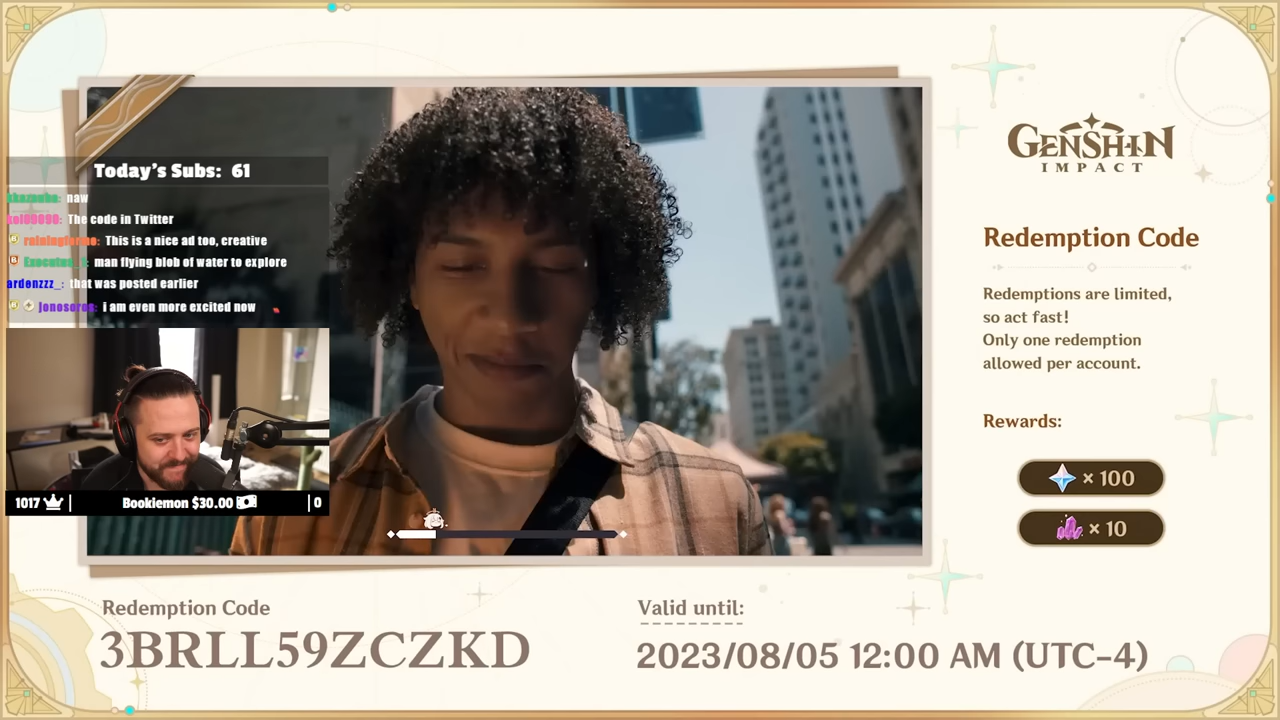 GENSHIN
IMPACT
Today's Subs: 61
naw
The code in Twitter
This is a nice ad too, creative
man flying blob of water to explore
ardenzzz_: that was posted earlier
i am even more excited now
1017
Bookiemon $30.00
0
Redemption Code
Redemptions are limited,
so act fast!
Only one redemption
allowed per account.
Rewards:
× 100
× 10
Redemption Code
3BRLL59ZCZKD
Valid until:
2023/08/05 12:00 AM (UTC-4)